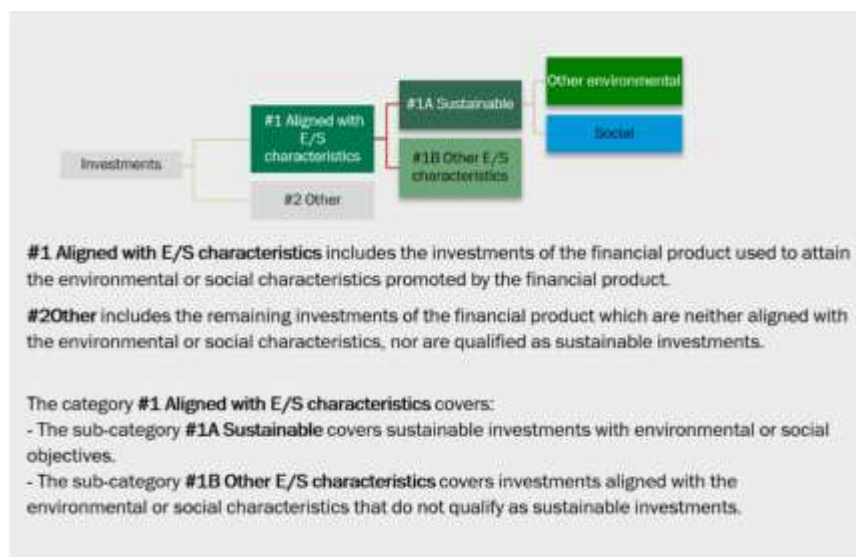 Other environmental
#1A Sustainable
#1 Aligned with
E/S
characteristics
Social
#1B Other E/S
characteristics
Investments
#2 Other
#1 Aligned with E/S characteristics includes the investments of the financial product used to attain
the environmental or social characteristics promoted by the financial product.
#2Other includes the remaining investments of the financial product which are neither aligned with
the environmental or social characteristics, nor are qualified as sustainable investments.
The category #1 Aligned with E/S characteristics covers:
- The sub-category #1A Sustainable covers sustainable investments with environmental or social
objectives.
- The sub-category #1B Other E/S characteristics covers investments aligned with the
environmental or social characteristics that do not qualify as sustainable investments.